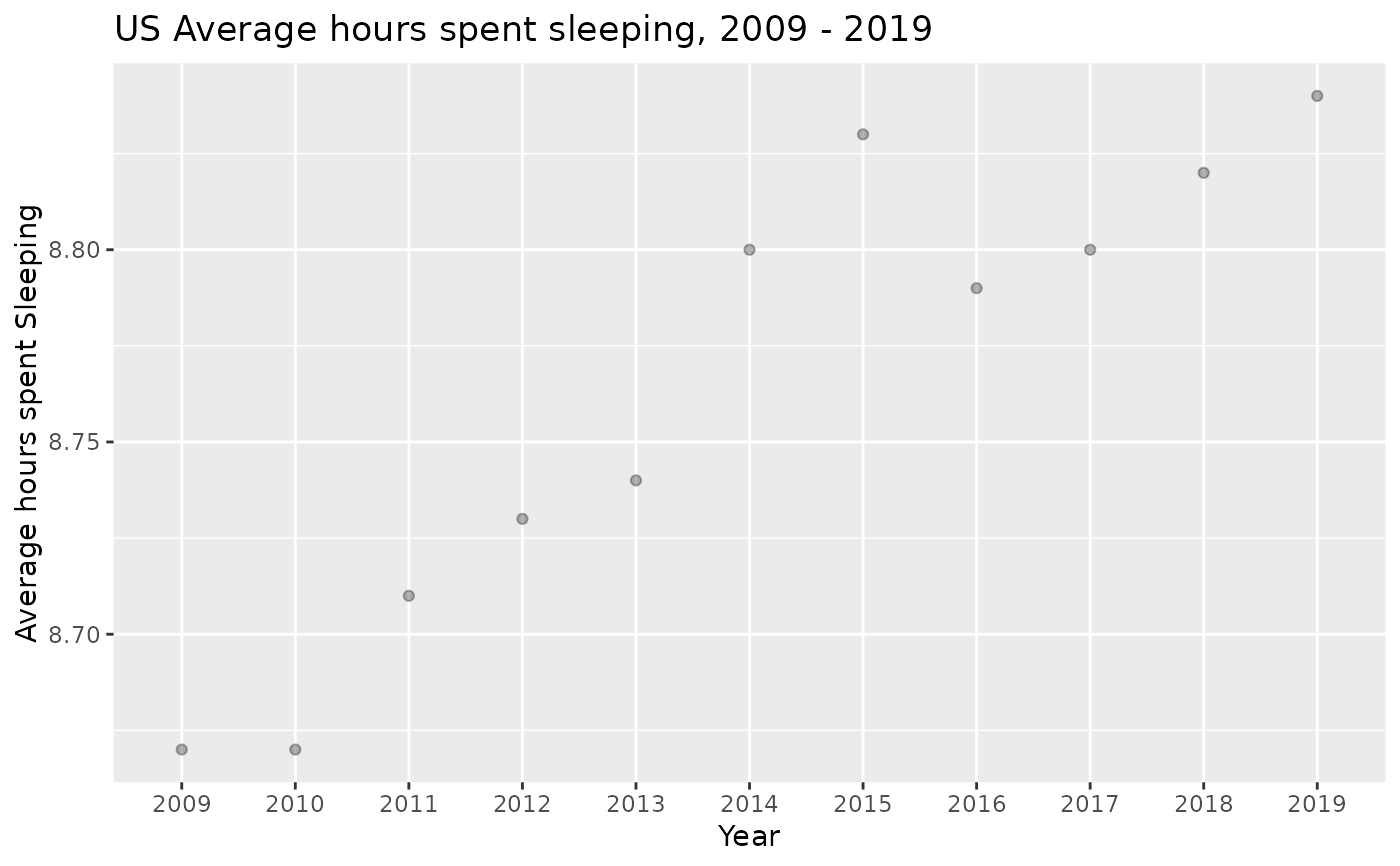 US Average hours spent sleeping, 2009 - 2019
Average hours spent Sleeping
8.80
8.75
8.70
2009 2010 2011 2012 2013 2014 2015 2016 2017 2018 2019
Year